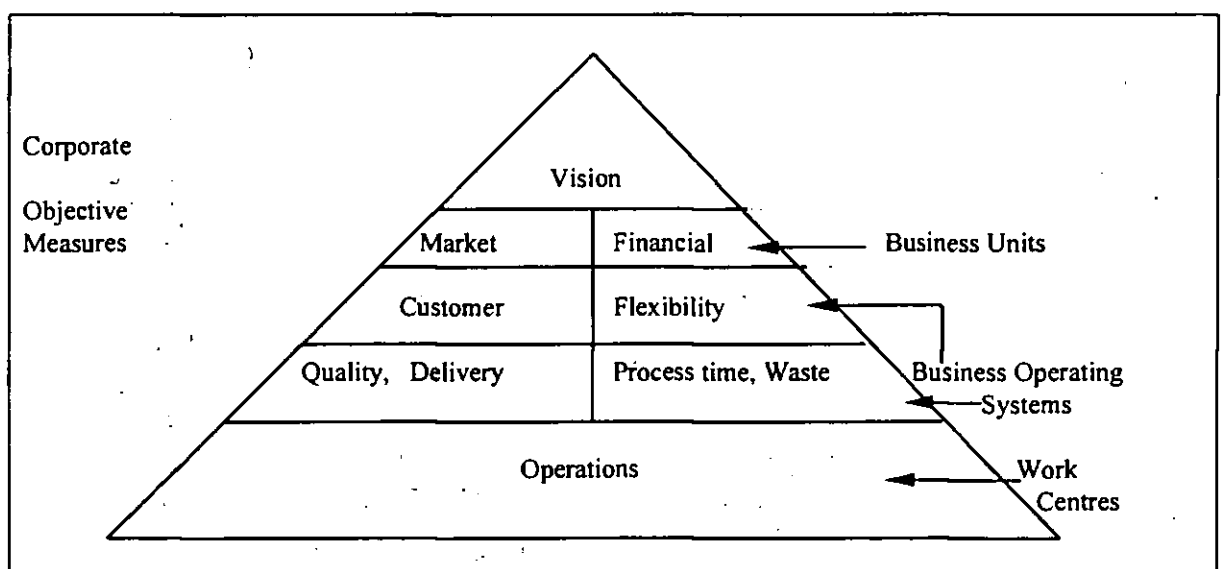 Corporate
Vision
Objective
Measures
Market Financial Business Units
Customer Flexibility
Quality, Delivery Process time, Waste Business Operating
Systems
Operations Work
Centres